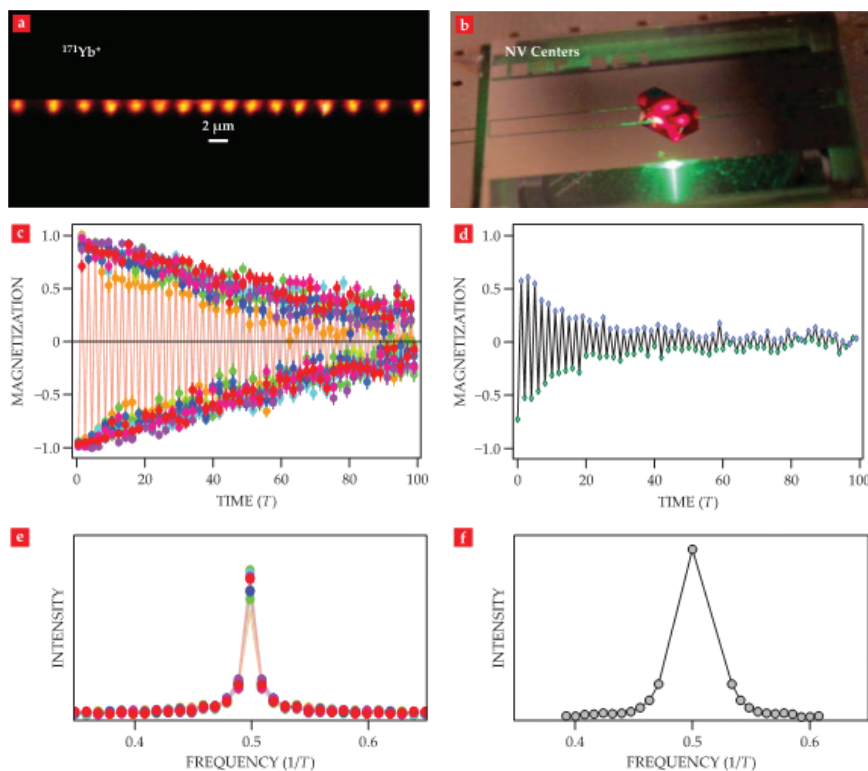 a
171Yb+
2 μm
b
NV Centers
c
MAGNETIZATION
1.0
0.5
0
−0.5
−1.0
0
20
40
60
80
100
TIME (T)
d
MAGNETIZATION
1.0
0.5
0
−0.5
−1.0
0
20
40
60
80
100
TIME (T)
e
INTENSITY
0.4
0.5
0.6
FREQUENCY (1/T)
f
INTENSITY
0.4
0.5
0.6
FREQUENCY (1/T)